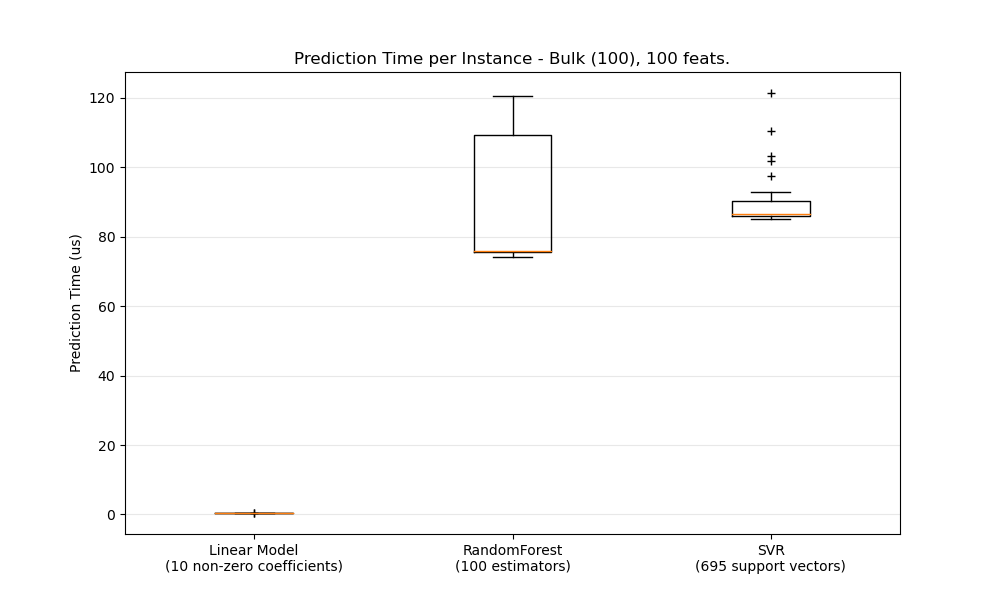 Prediction Time per Instance - Bulk (100), 100 feats.
Prediction Time (us)
120
100
80
60
40
20
0
Linear Model
(10 non-zero coefficients)
RandomForest
(100 estimators)
SVR
(695 support vectors)